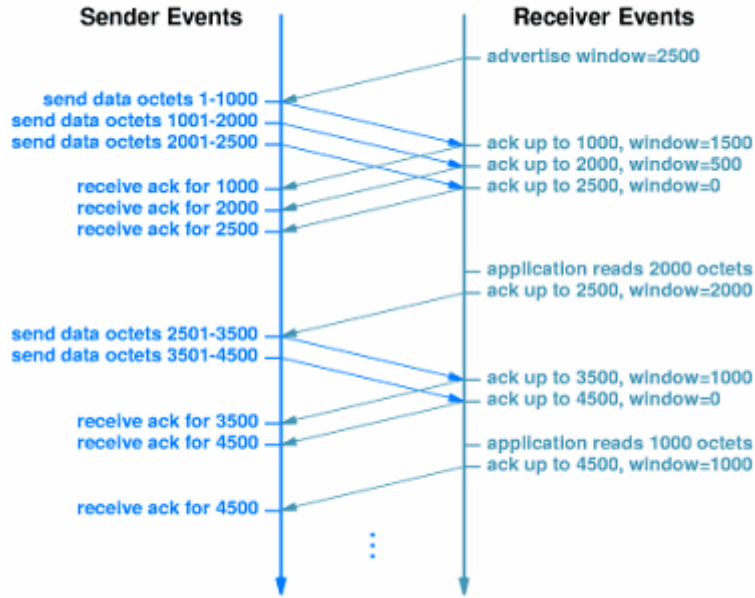 Sender Events
Receiver Events
advertise window=2500
send data octets 1-1000
send data octets 1001-2000
send data octets 2001-2500
ack up to 1000, window=1500
ack up to 2000, window=500
ack up to 2500, window=0
receive ack for 1000
receive ack for 2000
receive ack for 2500
application reads 2000 octets
ack up to 2500, window=2000
send data octets 2501-3500
send data octets 3501-4500
ack up to 3500, window=1000
ack up to 4500, window=0
receive ack for 3500
receive ack for 4500
application reads 1000 octets
ack up to 4500, window=1000
receive ack for 4500